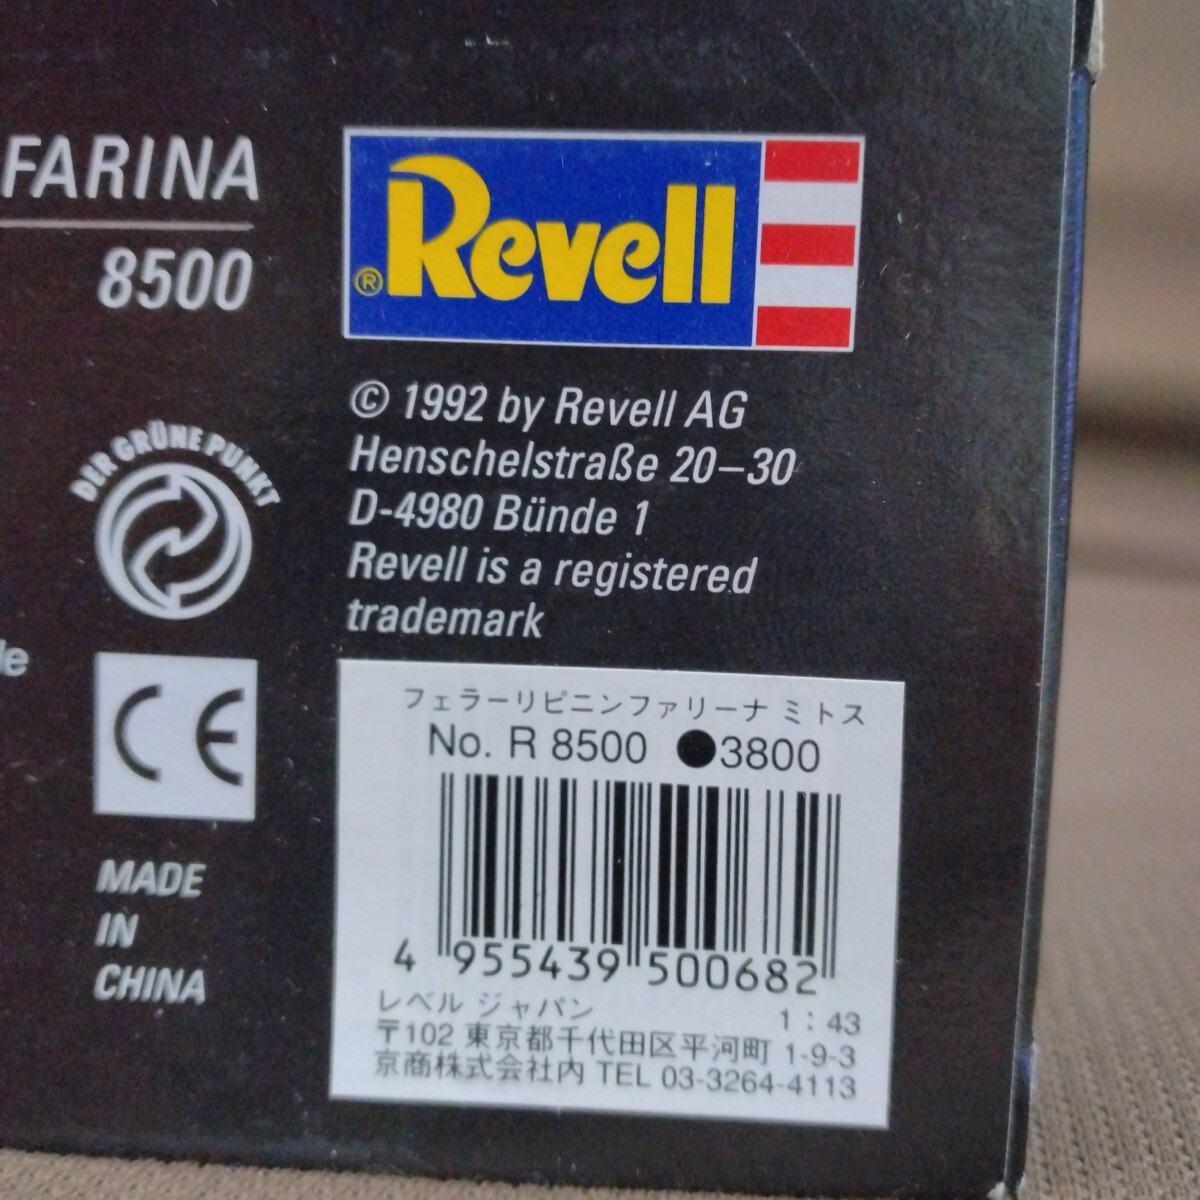 FARINA
8500
® Revell
© 1992 by Revell AG
Henschelstraße 20–30
D-4980 Bünde 1
Revell is a registered
trademark
DER GRÜNE PUNKT
CE
MADE
IN
CHINA
フェラーリピニンファリーナ ミトス
No. R 8500 ●3800
4 955439 500682
レベル ジャパン 1：43
〒102 東京都千代田区平河町 1-9-3
京商株式会社内 TEL 03-3264-4113